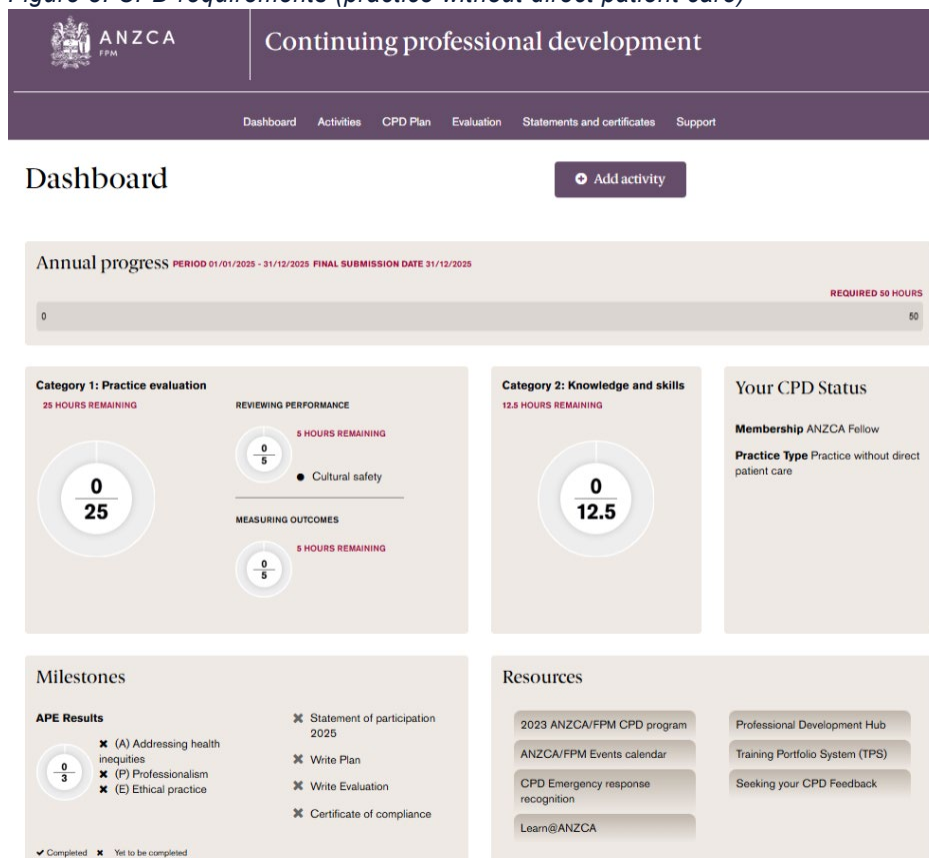 Figure 3: CPD requirements (practice without direct patient care)
ANZCA
FPM
Continuing professional development
Dashboard Activities CPD Plan Evaluation Statements and certificates Support
Dashboard
Add activity
Annual progress PERIOD 01/01/2025 - 31/12/2025 FINAL SUBMISSION DATE 31/12/2025
REQUIRED 50 HOURS
0 50
Category 1: Practice evaluation
25 HOURS REMAINING
0
25
REVIEWING PERFORMANCE
5 HOURS REMAINING
0
5
Cultural safety
MEASURING OUTCOMES
5 HOURS REMAINING
0
5
Category 2: Knowledge and skills
12.5 HOURS REMAINING
0
12.5
Your CPD Status
Membership ANZCA Fellow
Practice Type Practice without direct
patient care
Milestones
APE Results
0
3
(A) Addressing health
inequities
(P) Professionalism
(E) Ethical practice
Statement of participation
2025
Write Plan
Write Evaluation
Certificate of compliance
Completed Yet to be completed
Resources
2023 ANZCA/FPM CPD program
ANZCA/FPM Events calendar
CPD Emergency response
recognition
Learn@ANZCA
Professional Development Hub
Training Portfolio System (TPS)
Seeking your CPD Feedback